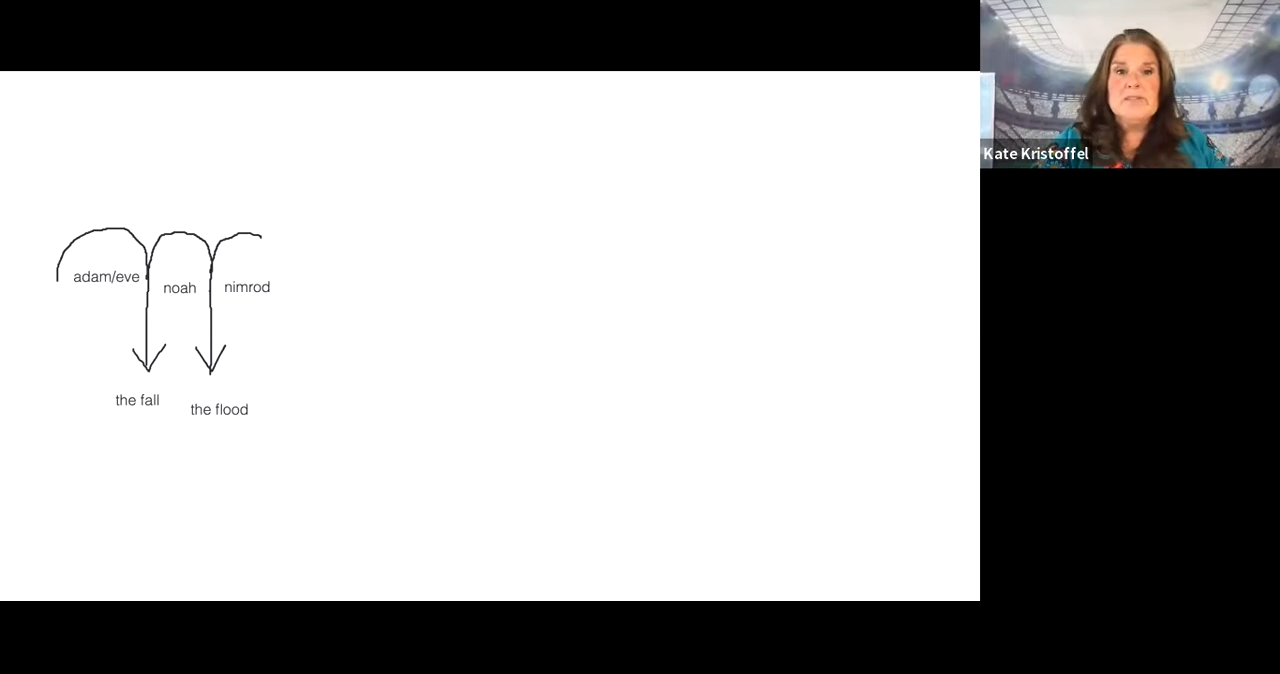 adam/eve
noah
nimrod
the fall
the flood
Kate Kristoffel